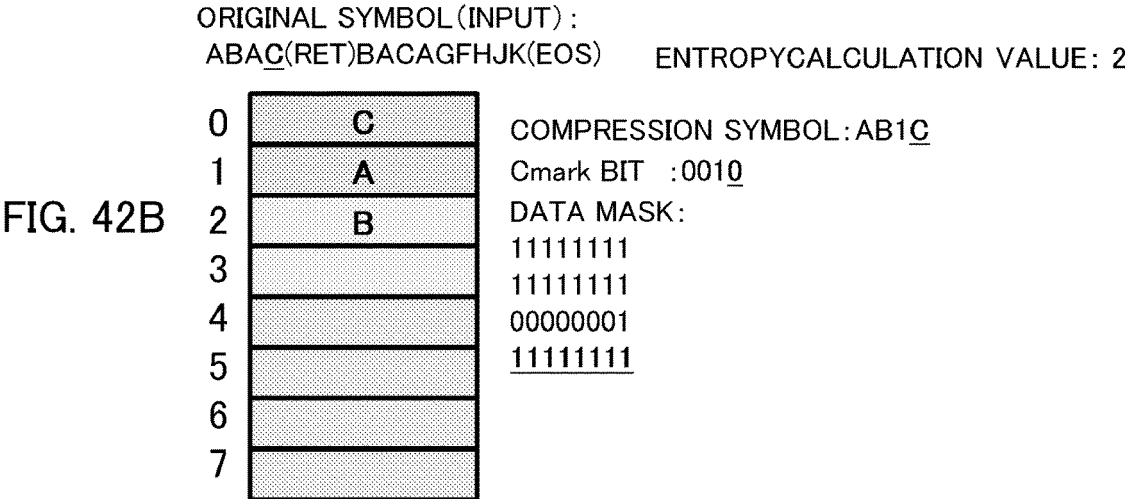 ORIGINAL SYMBOL(INPUT):
ABAC(RET)BACAGFHJK(EOS)
ENTROPYCALCULATION VALUE: 2
FIG. 42B
0 C
1 A
2 B
3
4
5
6
7
COMPRESSION SYMBOL:AB1C
Cmark BIT :0010
DATA MASK:
11111111
11111111
00000001
11111111